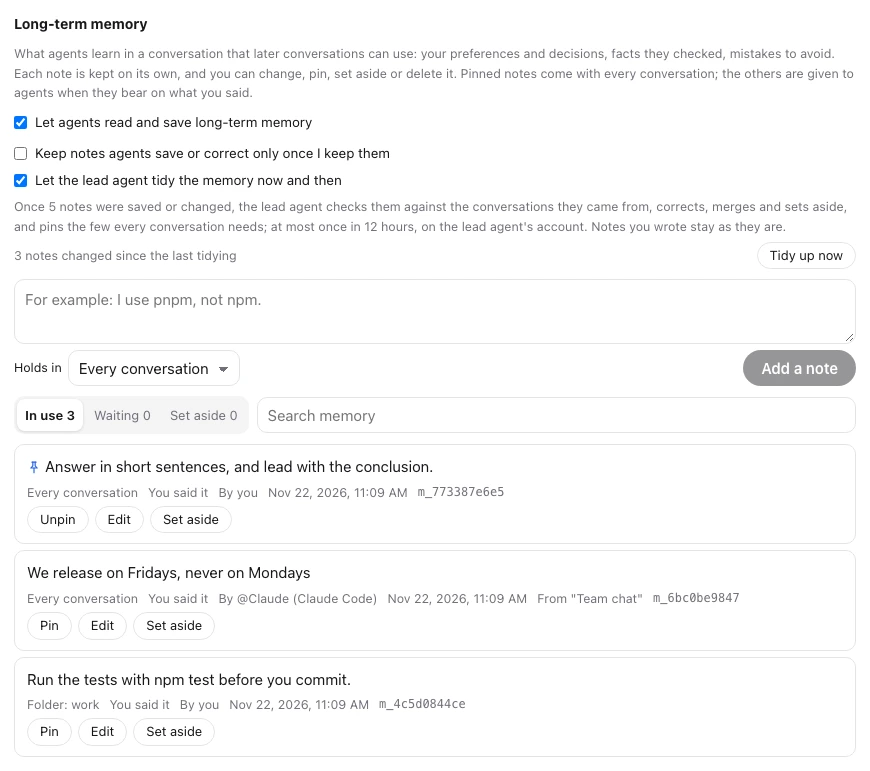 Long-term memory
What agents learn in a conversation that later conversations can use: your preferences and decisions, facts they checked, mistakes to avoid.
Each note is kept on its own, and you can change, pin, set aside or delete it. Pinned notes come with every conversation; the others are given to
agents when they bear on what you said.
Let agents read and save long-term memory
Keep notes agents save or correct only once I keep them
Let the lead agent tidy the memory now and then
Once 5 notes were saved or changed, the lead agent checks them against the conversations they came from, corrects, merges and sets aside,
and pins the few every conversation needs; at most once in 12 hours, on the lead agent's account. Notes you wrote stay as they are.
3 notes changed since the last tidying Tidy up now
For example: I use pnpm, not npm.
Holds in Every conversation Add a note
In use 3 Waiting 0 Set aside 0 Search memory
Answer in short sentences, and lead with the conclusion.
Every conversation You said it By you Nov 22, 2026, 11:09 AM m_773387e6e5
Unpin Edit Set aside
We release on Fridays, never on Mondays
Every conversation You said it By @Claude (Claude Code) Nov 22, 2026, 11:09 AM From "Team chat" m_6bc0be9847
Pin Edit Set aside
Run the tests with npm test before you commit.
Folder: work You said it By you Nov 22, 2026, 11:09 AM m_4c5d0844ce
Pin Edit Set aside